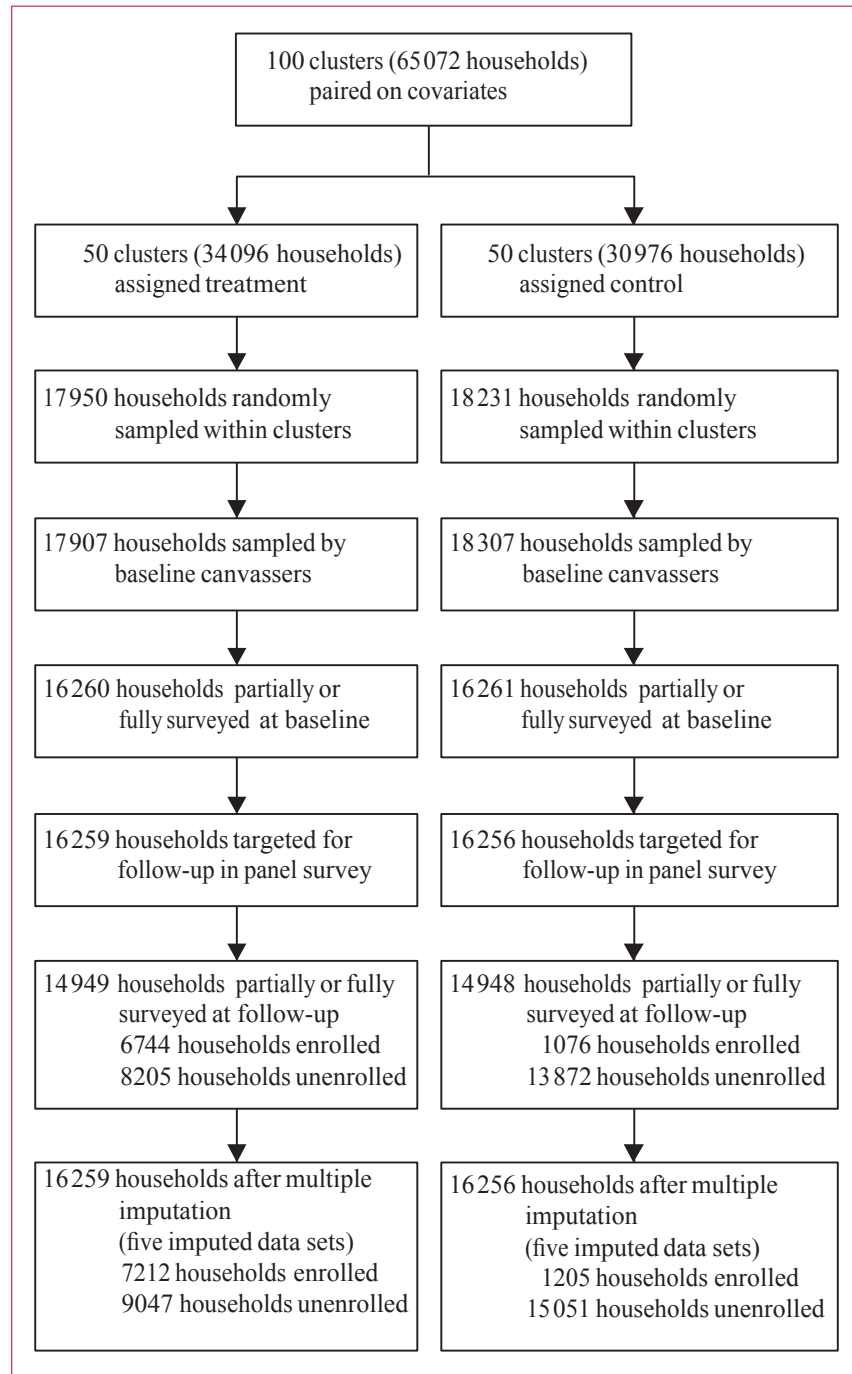 100 clusters (65072 households)
paired on covariates
50 clusters (34096 households)
assigned treatment
50 clusters (30976 households)
assigned control
17950 households randomly
sampled within clusters
18231 households randomly
sampled within clusters
17907 households sampled by
baseline canvassers
18307 households sampled by
baseline canvassers
16260 households partially or
fully surveyed at baseline
16261 households partially or
fully surveyed at baseline
16259 households targeted for
follow-up in panel survey
16256 households targeted for
follow-up in panel survey
14949 households partially or fully
surveyed at follow-up
6744 households enrolled
8205 households unenrolled
14948 households partially or fully
surveyed at follow-up
1076 households enrolled
13872 households unenrolled
16259 households after multiple
imputation
(five imputed data sets)
7212 households enrolled
9047 households unenrolled
16256 households after multiple
imputation
(five imputed data sets)
1205 households enrolled
15051 households unenrolled